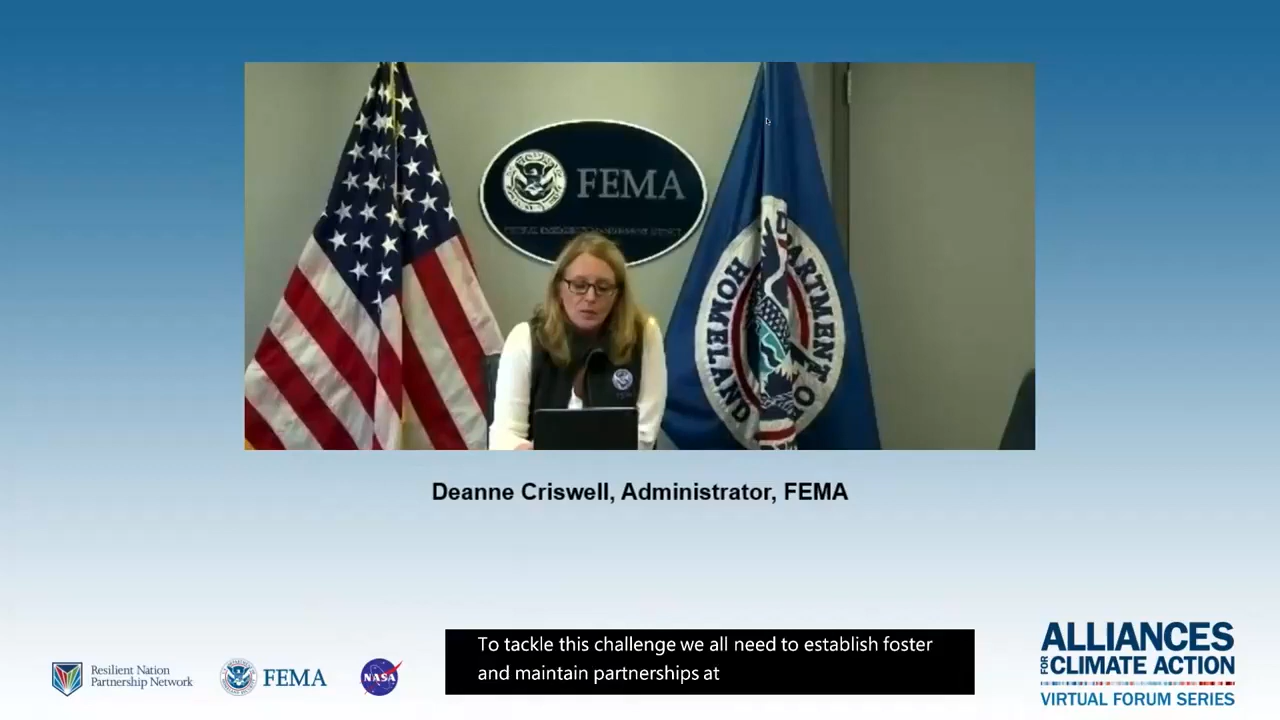 FEMA
DEPARTMENT OF
HOMELAND
Deanne Criswell, Administrator, FEMA
To tackle this challenge we all need to establish foster
and maintain partnerships at
Resilient Nation
Partnership Network
FEMA
NASA
ALLIANCES
FOR CLIMATE ACTION
VIRTUAL FORUM SERIES